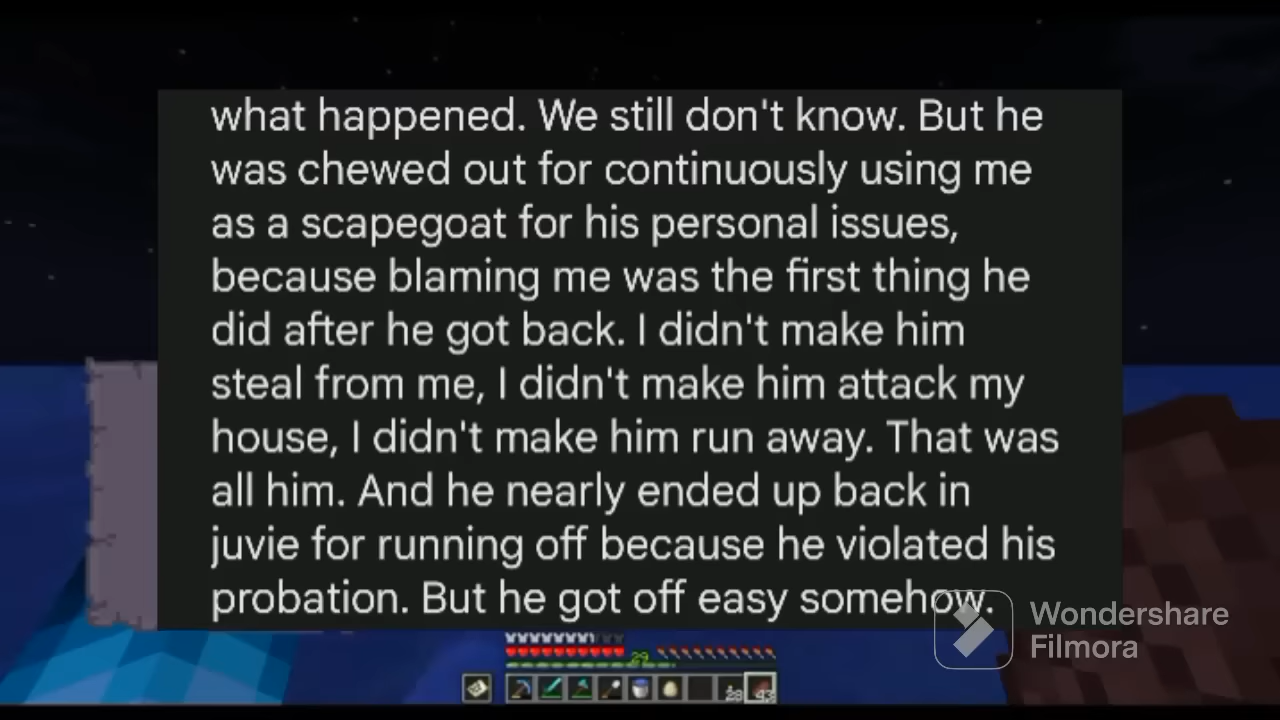 what happened. We still don't know. But he
was chewed out for continuously using me
as a scapegoat for his personal issues,
because blaming me was the first thing he
did after he got back. I didn't make him
steal from me, I didn't make him attack my
house, I didn't make him run away. That was
all him. And he nearly ended up back in
juvie for running off because he violated his
probation. But he got off easy somehow.
Wondershare
Filmora
29
28
43